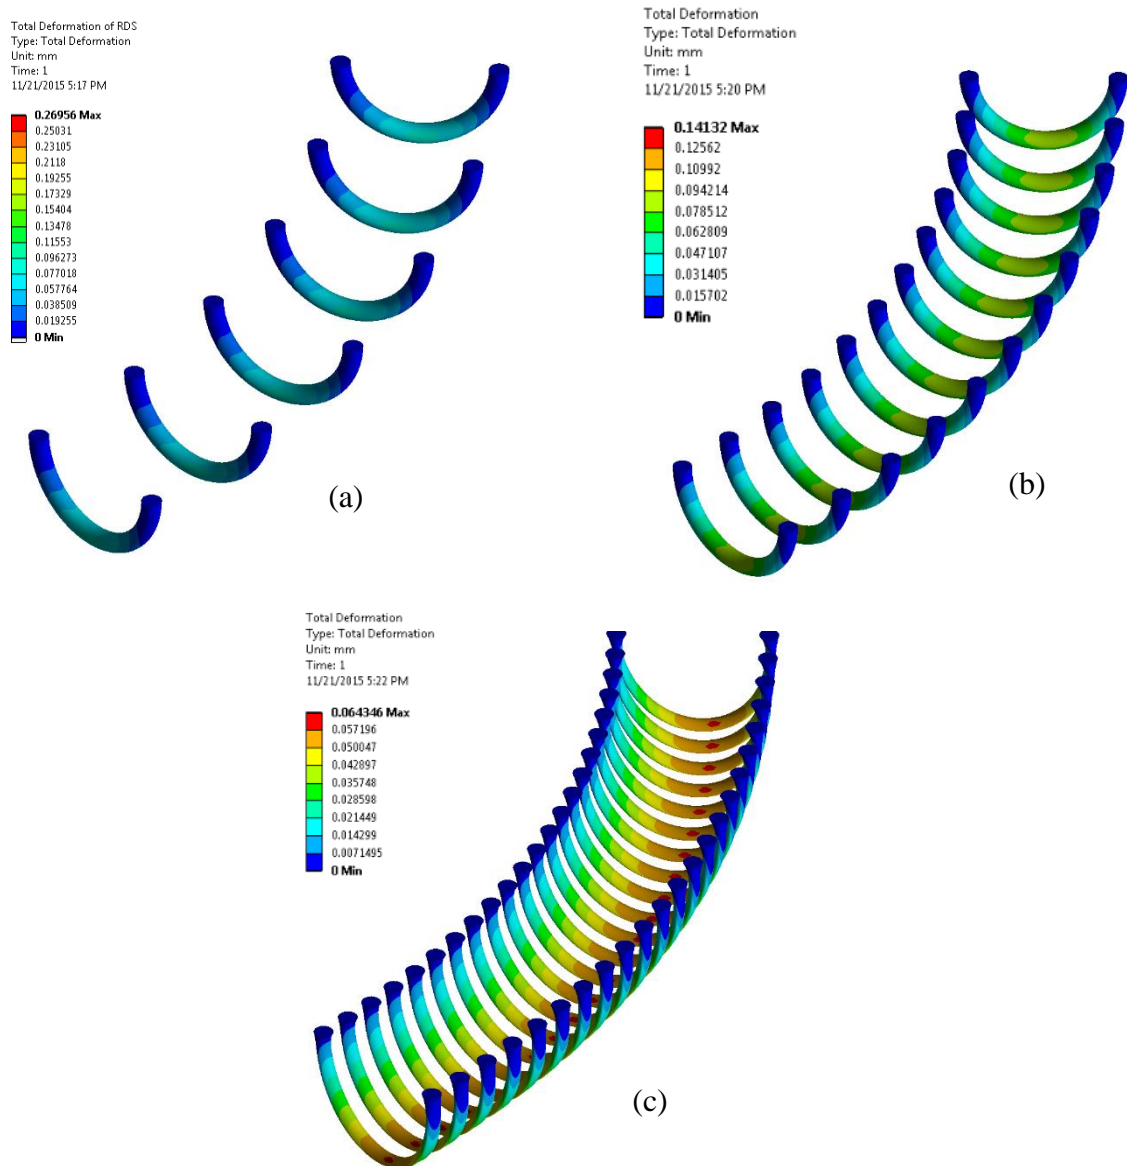 Total Deformation of RDS
Type: Total Deformation
Unit: mm
Time: 1
11/21/2015 5:17 PM
0.26956 Max
0.25031
0.23105
0.2118
0.19255
0.17329
0.15404
0.13478
0.11553
0.096273
0.077018
0.057764
0.038509
0.019255
0 Min
(a)
Total Deformation
Type: Total Deformation
Unit: mm
Time: 1
11/21/2015 5:20 PM
0.14132 Max
0.12562
0.10992
0.094214
0.078512
0.062809
0.047107
0.031405
0.015702
0 Min
(b)
Total Deformation
Type: Total Deformation
Unit: mm
Time: 1
11/21/2015 5:22 PM
0.064346 Max
0.057196
0.050047
0.042897
0.035748
0.028598
0.021449
0.014299
0.0071495
0 Min
(c)